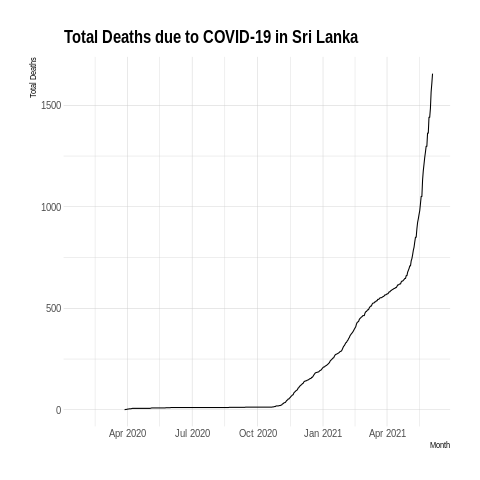 Total Deaths due to COVID-19 in Sri Lanka
Total Deaths
1500
1000
500
0
Apr 2020 Jul 2020 Oct 2020 Jan 2021 Apr 2021
Month